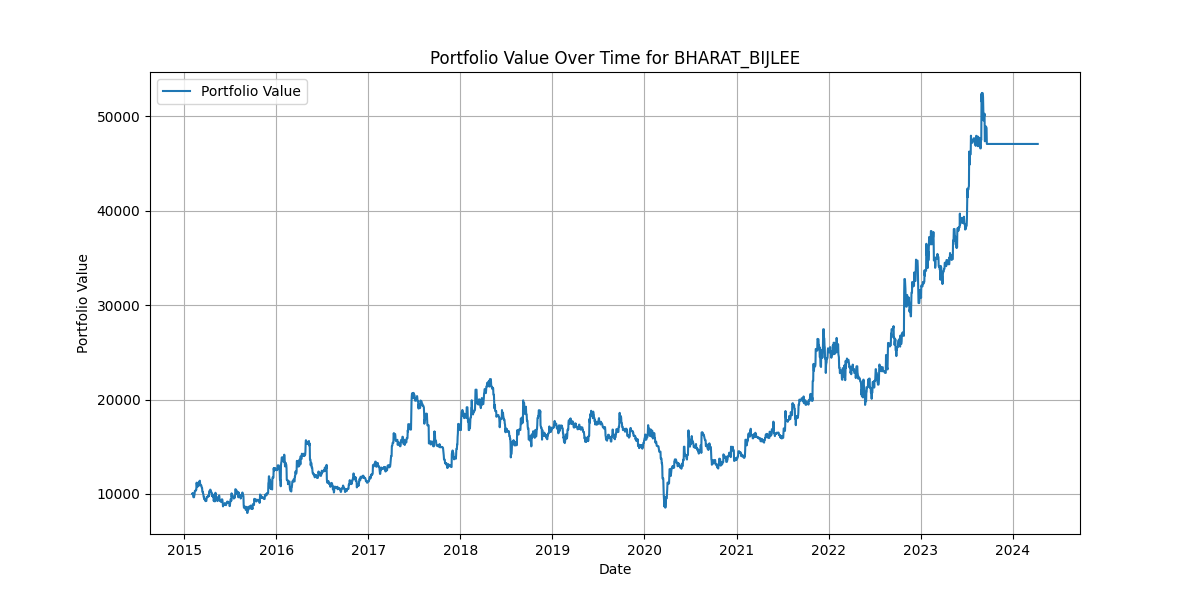 Portfolio Value Over Time for BHARAT_BIJLEE
Portfolio Value
50000
40000
30000
20000
10000
Portfolio Value
2015 2016 2017 2018 2019 2020 2021 2022 2023 2024
Date